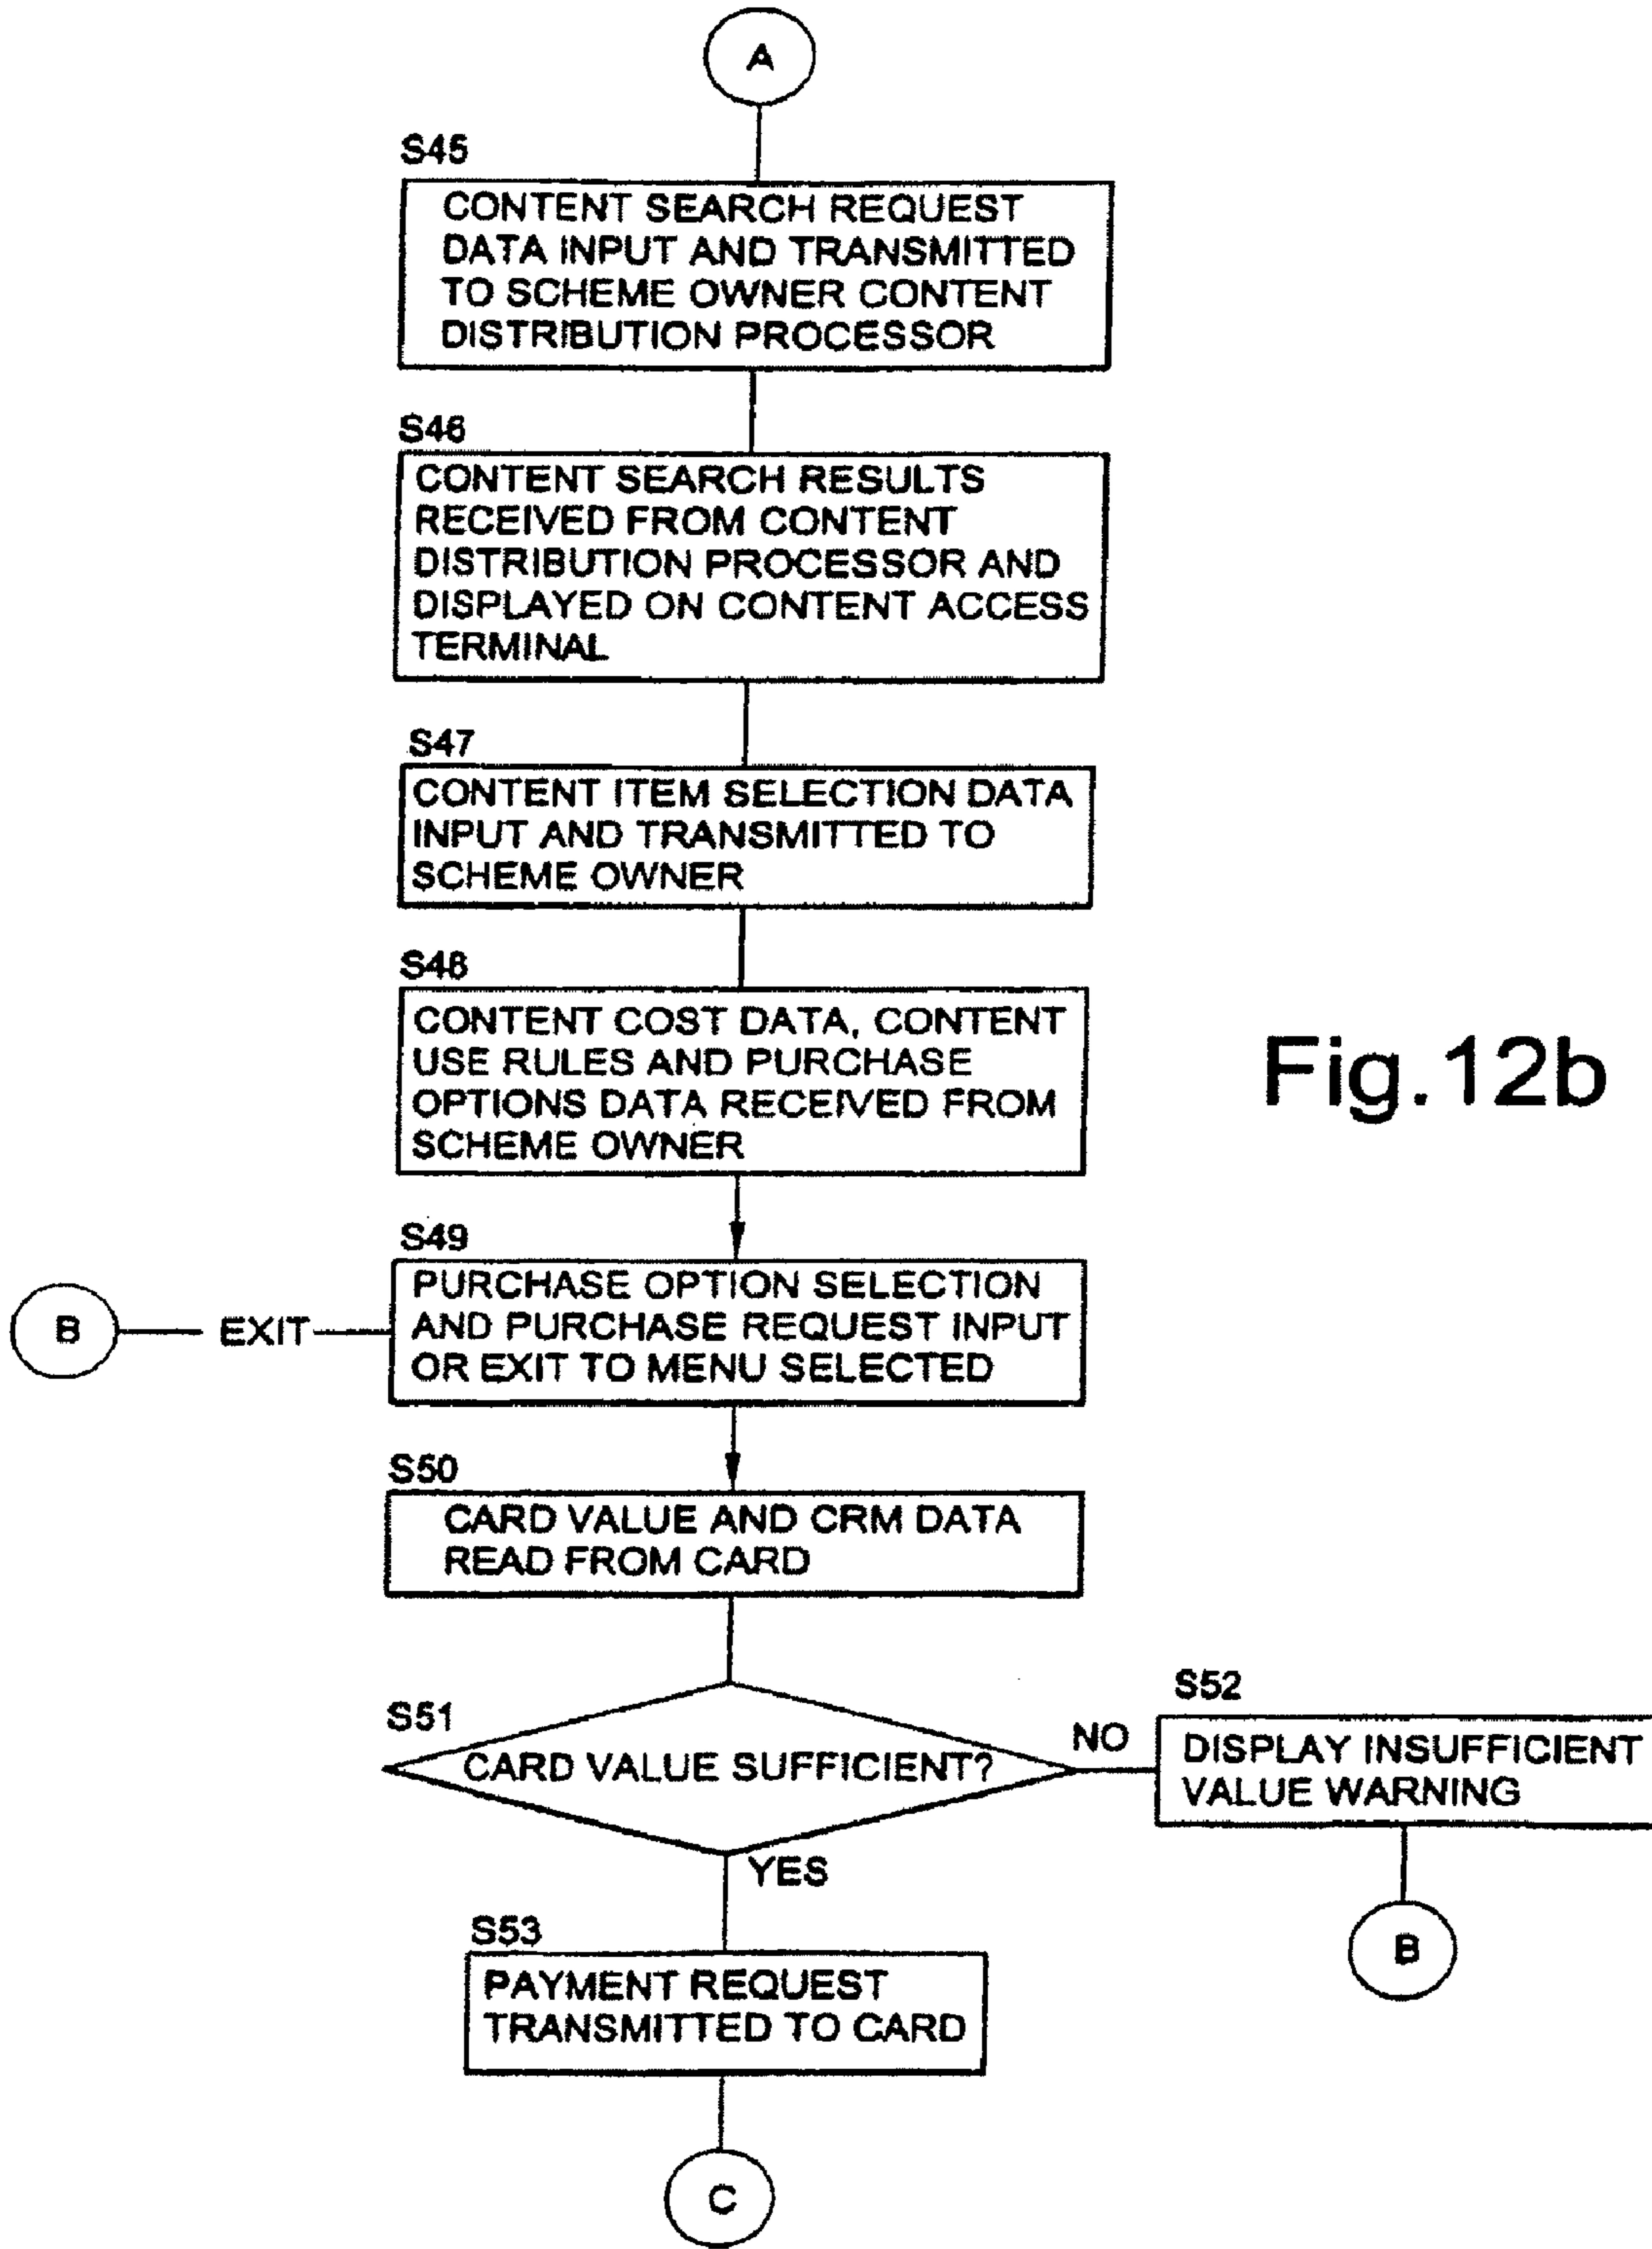 A
S45
CONTENT SEARCH REQUEST
DATA INPUT AND TRANSMITTED
TO SCHEME OWNER CONTENT
DISTRIBUTION PROCESSOR
S46
CONTENT SEARCH RESULTS
RECEIVED FROM CONTENT
DISTRIBUTION PROCESSOR AND
DISPLAYED ON CONTENT ACCESS
TERMINAL
S47
CONTENT ITEM SELECTION DATA
INPUT AND TRANSMITTED TO
SCHEME OWNER
S48
CONTENT COST DATA, CONTENT
USE RULES AND PURCHASE
OPTIONS DATA RECEIVED FROM
SCHEME OWNER
Fig.12b
S49
PURCHASE OPTION SELECTION
AND PURCHASE REQUEST INPUT
OR EXIT TO MENU SELECTED
B
EXIT
S50
CARD VALUE AND CRM DATA
READ FROM CARD
S51
CARD VALUE SUFFICIENT?
NO
S52
DISPLAY INSUFFICIENT
VALUE WARNING
B
YES
S53
PAYMENT REQUEST
TRANSMITTED TO CARD
C